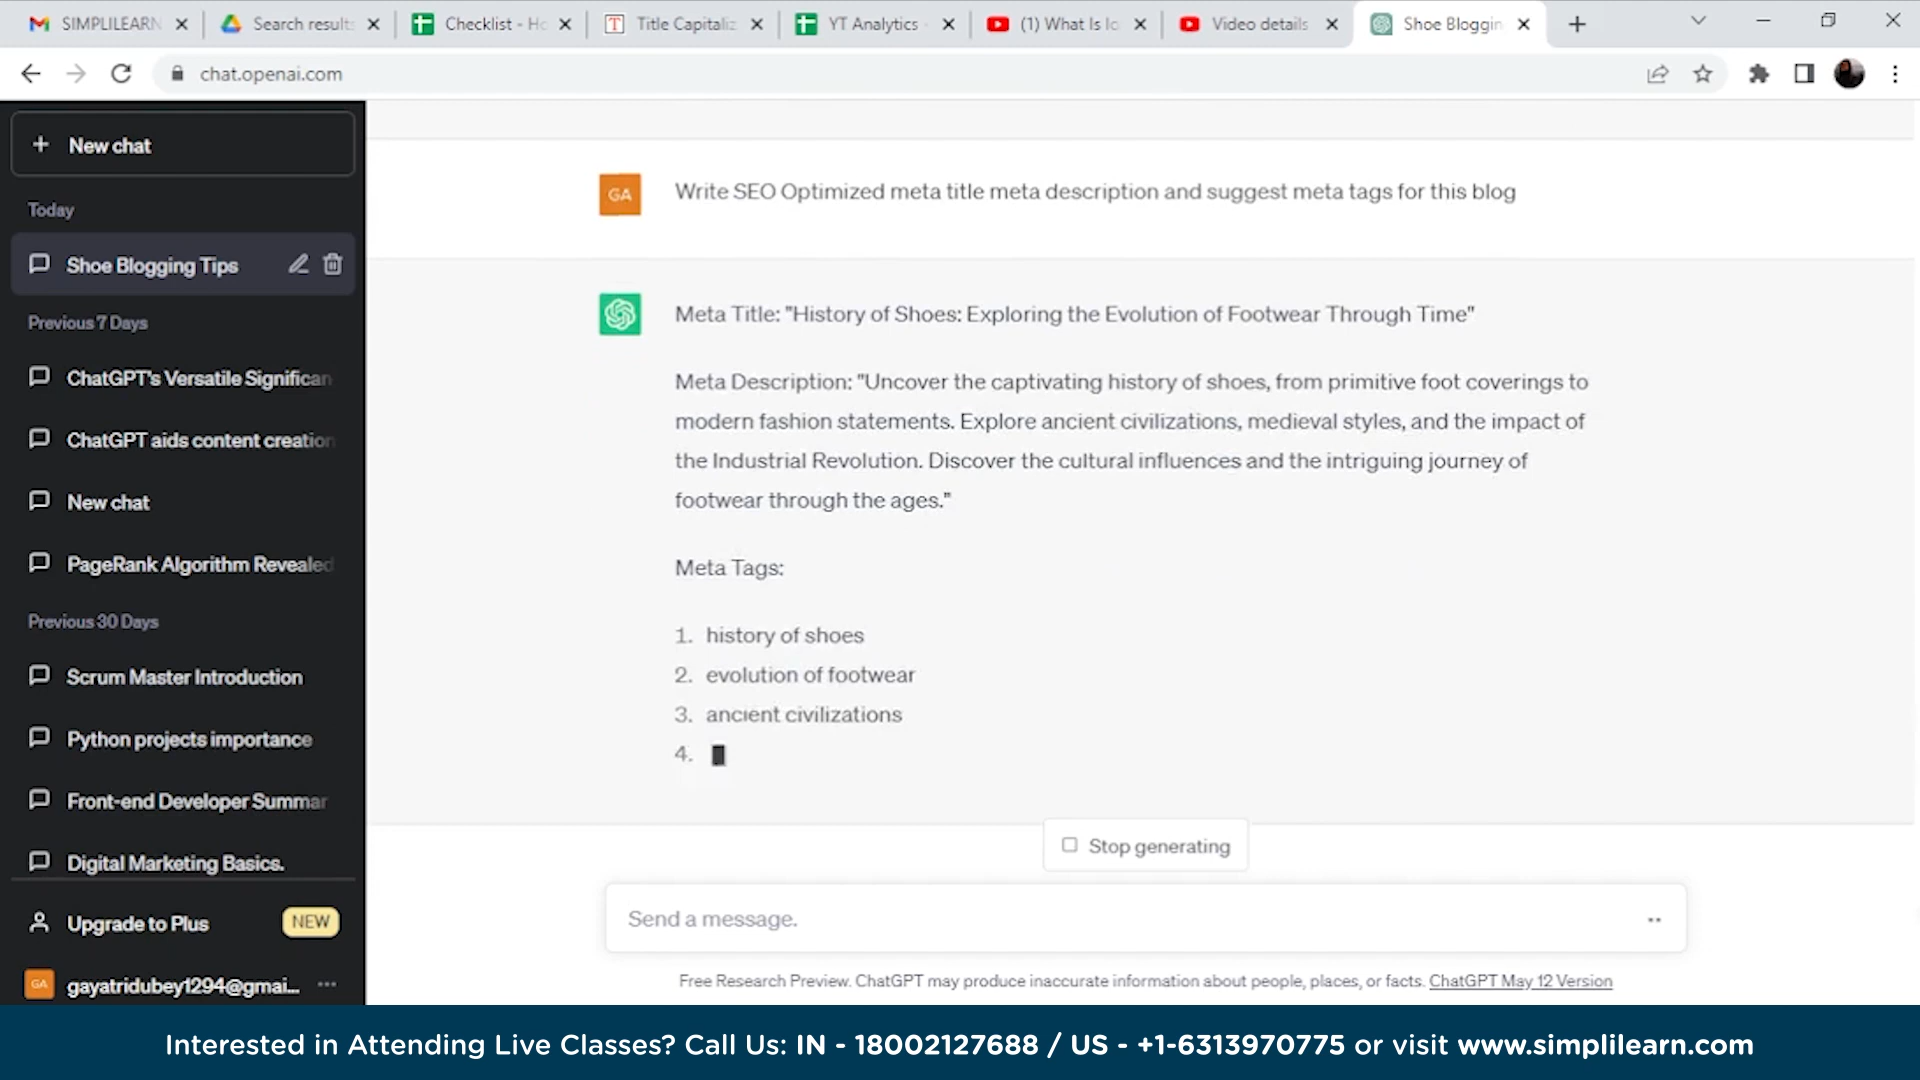 SIMPLILEARN
Search results
Checklist - Ho
Title Capitaliz
YT Analytics -
(1) What Is Io
Video details
Shoe Bloggin
chat.openai.com
+ New chat
Today
Shoe Blogging Tips
Previous 7 Days
ChatGPT's Versatile Significan
ChatGPT aids content creation
New chat
PageRank Algorithm Revealed
Previous 30 Days
Scrum Master Introduction
Python projects importance
Front-end Developer Summar
Digital Marketing Basics.
Upgrade to Plus NEW
GA gayatridubey1294@gmai...
GA Write SEO Optimized meta title meta description and suggest meta tags for this blog
Meta Title: "History of Shoes: Exploring the Evolution of Footwear Through Time"
Meta Description: "Uncover the captivating history of shoes, from primitive foot coverings to
modern fashion statements. Explore ancient civilizations, medieval styles, and the impact of
the Industrial Revolution. Discover the cultural influences and the intriguing journey of
footwear through the ages."
Meta Tags:
1. history of shoes
2. evolution of footwear
3. ancient civilizations
4.
Stop generating
Send a message.
Free Research Preview. ChatGPT may produce inaccurate information about people, places, or facts. ChatGPT May 12 Version
Interested in Attending Live Classes? Call Us: IN - 18002127688 / US - +1-6313970775 or visit www.simplilearn.com